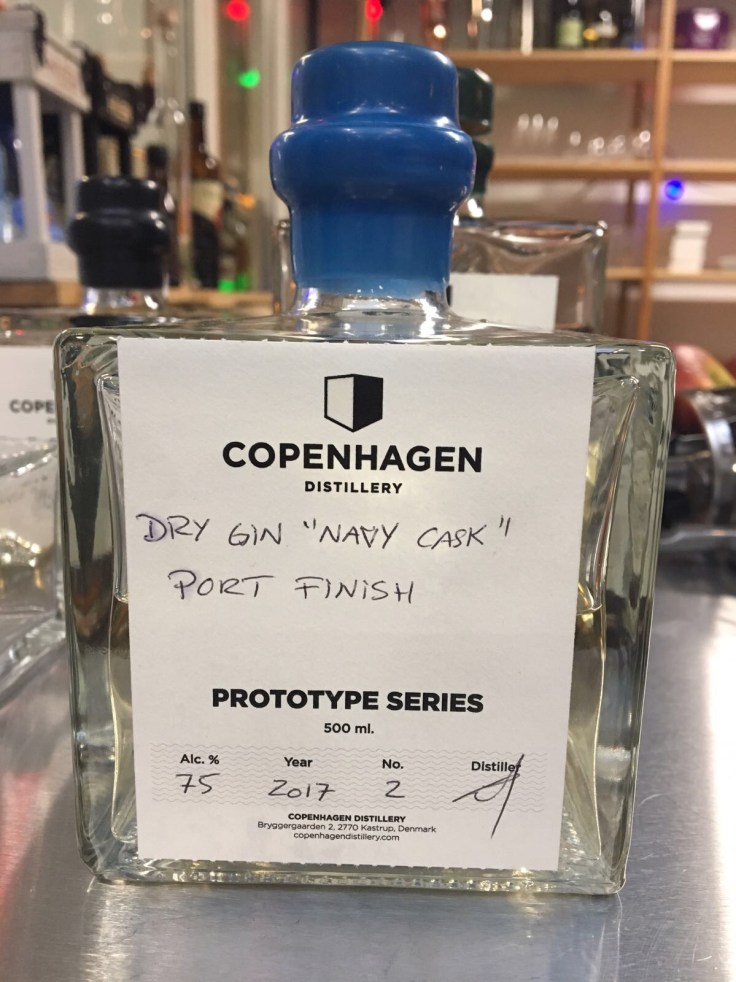 COPENHAGEN
DISTILLERY
DRY GIN "NAVY CASK"
PORT FINISH
PROTOTYPE SERIES
500 ml.
Alc. % Year No. Distiller
75 2017 2
COPENHAGEN DISTILLERY
Bryggergaarden 2, 2770 Kastrup, Denmark
copenhagendistillery.com
COPE